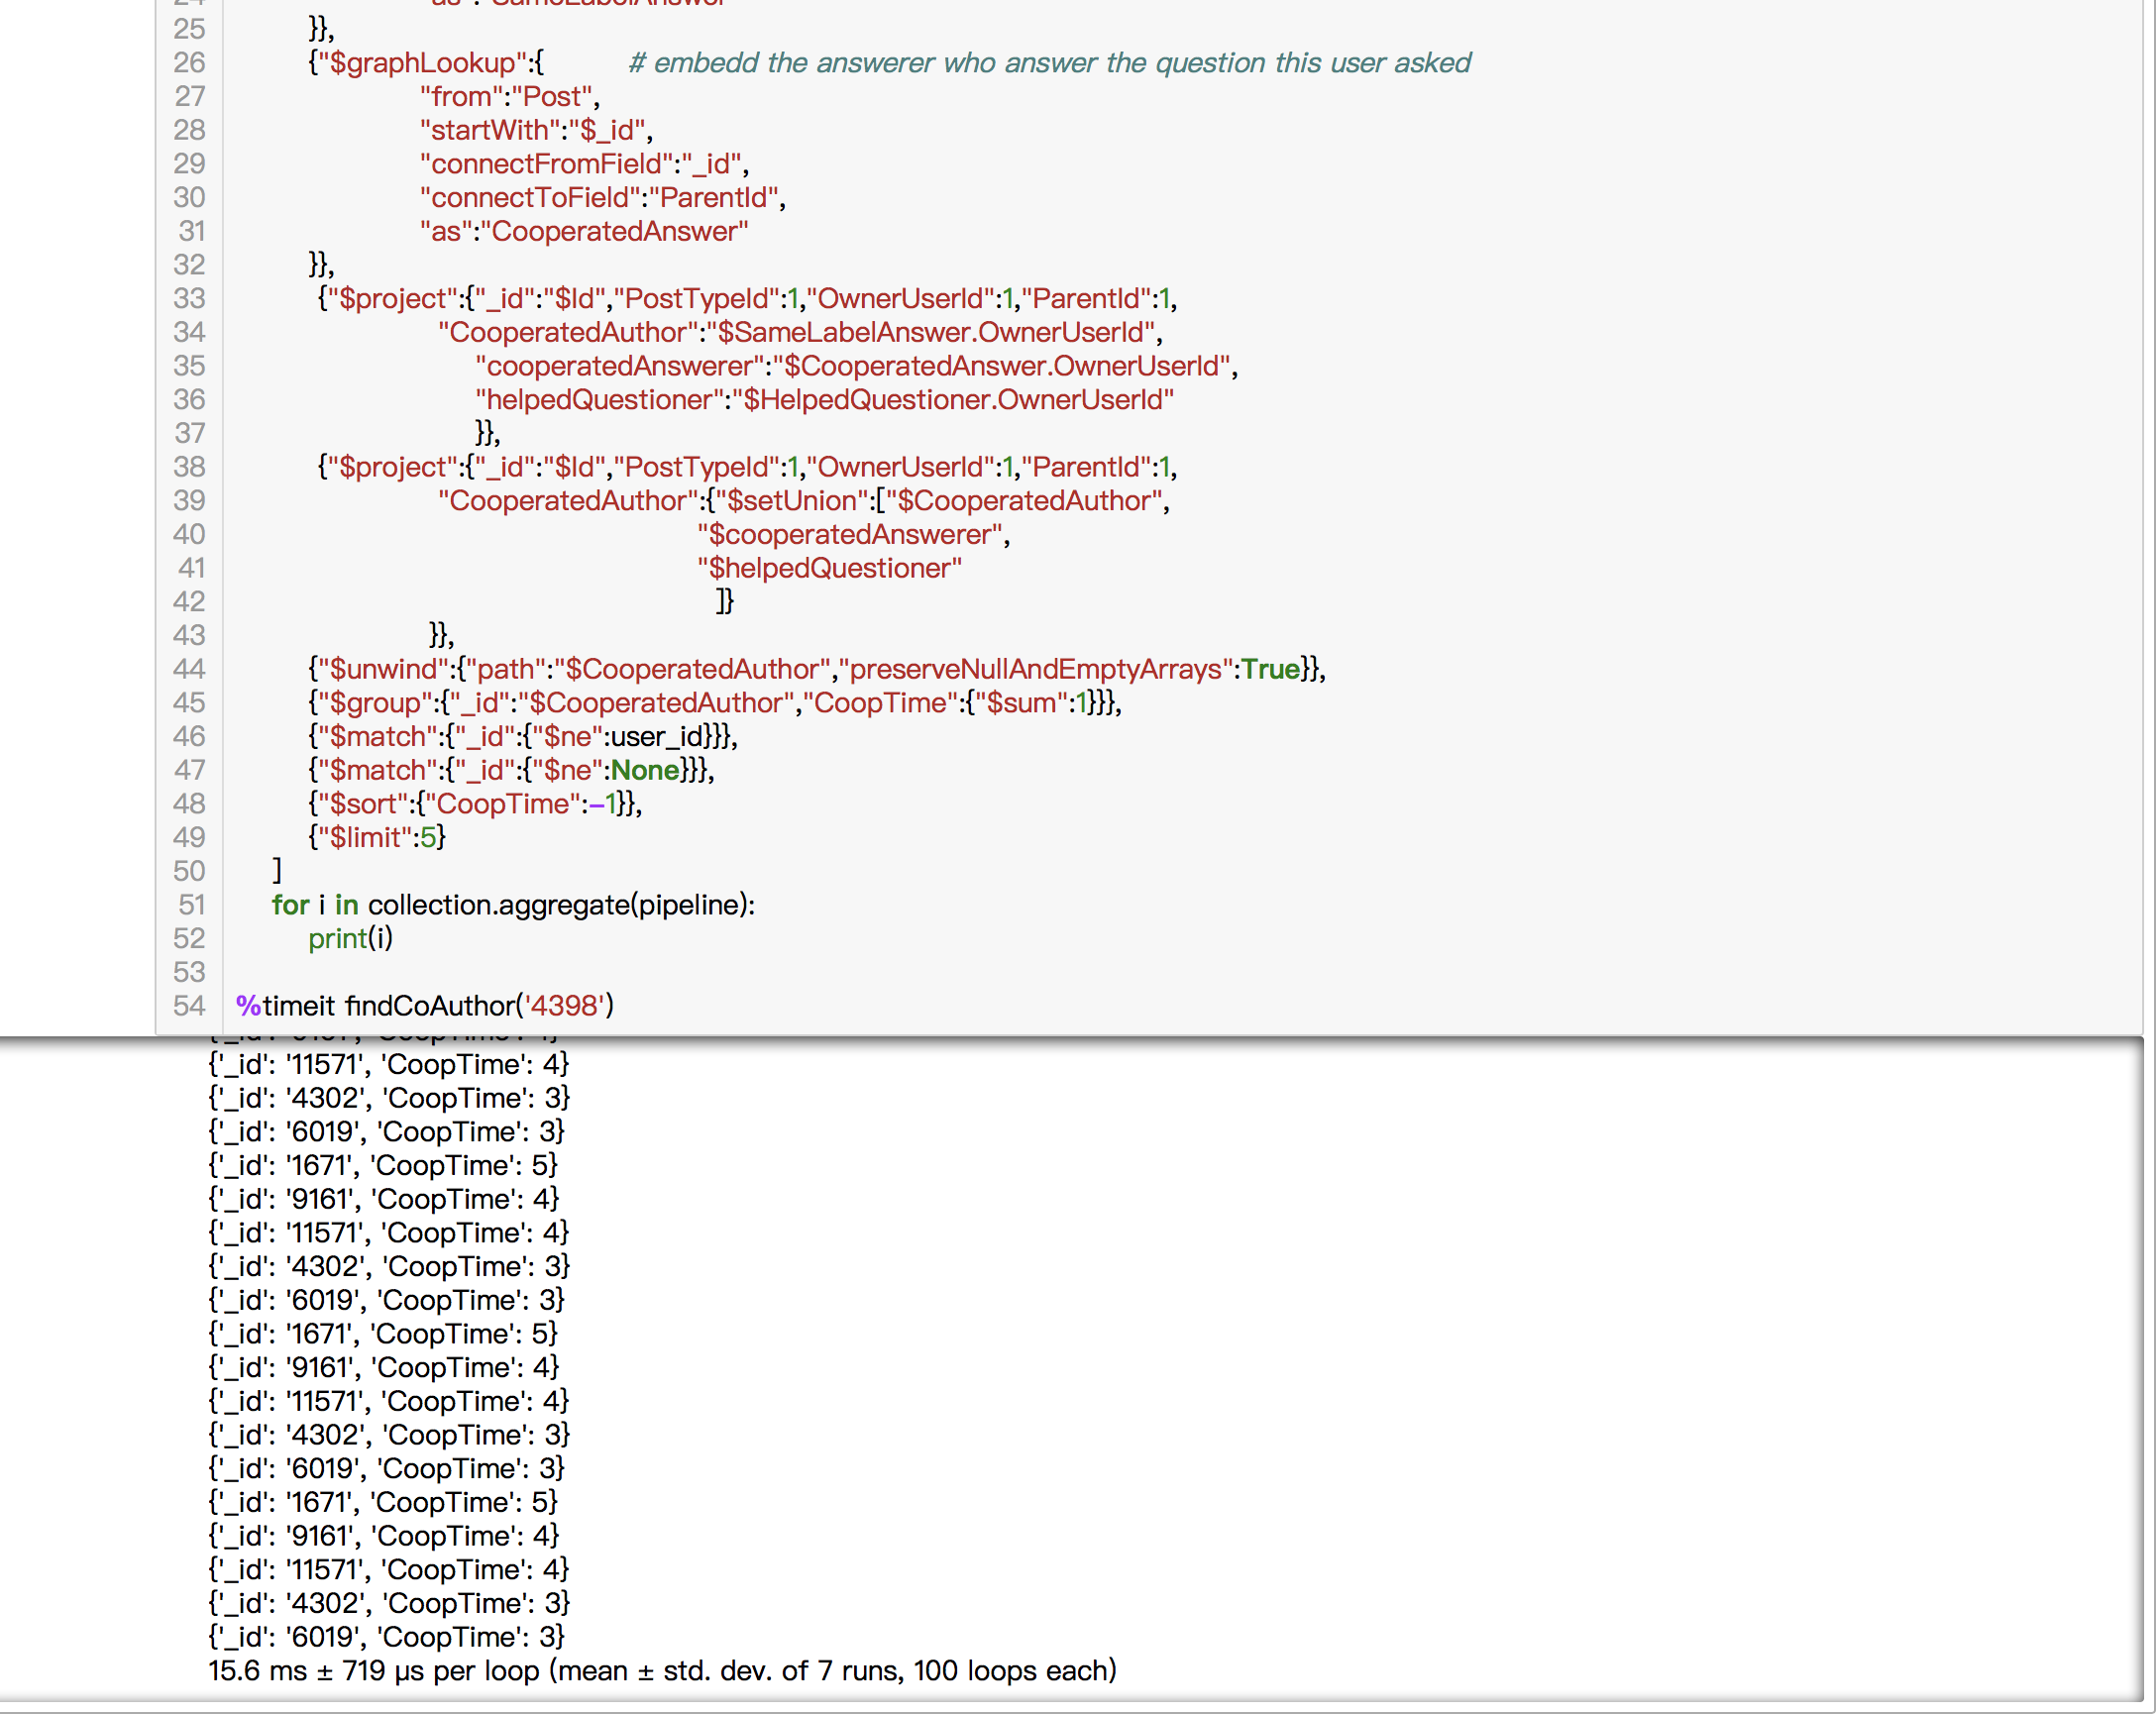 24 "as":"SameLabelAnswer"
25 }},
26 {"$graphLookup":{ # embedd the answerer who answer the question this user asked
27 "from":"Post",
28 "startWith":"$_id",
29 "connectFromField":"_id",
30 "connectToField":"ParentId",
31 "as":"CooperatedAnswer"
32 }},
33 {"$project":{"_id":"$Id","PostTypeId":1,"OwnerUserId":1,"ParentId":1,
34 "CooperatedAuthor":"$SameLabelAnswer.OwnerUserId",
35 "cooperatedAnswerer":"$CooperatedAnswer.OwnerUserId",
36 "helpedQuestioner":"$HelpedQuestioner.OwnerUserId"
37 }},
38 {"$project":{"_id":"$Id","PostTypeId":1,"OwnerUserId":1,"ParentId":1,
39 "CooperatedAuthor":{"$setUnion":["$CooperatedAuthor",
40 "$cooperatedAnswerer",
41 "$helpedQuestioner"
42 ]}
43 }},
44 {"$unwind":{"path":"$CooperatedAuthor","preserveNullAndEmptyArrays":True}},
45 {"$group":{"_id":"$CooperatedAuthor","CoopTime":{"$sum":1}}},
46 {"$match":{"_id":{"$ne":user_id}}},
47 {"$match":{"_id":{"$ne":None}}},
48 {"$sort":{"CoopTime":-1}},
49 {"$limit":5}
50 ]
51 for i in collection.aggregate(pipeline):
52 print(i)
53
54 %timeit findCoAuthor('4398')
{'_id': '9161', 'CoopTime': 4}
{'_id': '11571', 'CoopTime': 4}
{'_id': '4302', 'CoopTime': 3}
{'_id': '6019', 'CoopTime': 3}
{'_id': '1671', 'CoopTime': 5}
{'_id': '9161', 'CoopTime': 4}
{'_id': '11571', 'CoopTime': 4}
{'_id': '4302', 'CoopTime': 3}
{'_id': '6019', 'CoopTime': 3}
{'_id': '1671', 'CoopTime': 5}
{'_id': '9161', 'CoopTime': 4}
{'_id': '11571', 'CoopTime': 4}
{'_id': '4302', 'CoopTime': 3}
{'_id': '6019', 'CoopTime': 3}
{'_id': '1671', 'CoopTime': 5}
{'_id': '9161', 'CoopTime': 4}
{'_id': '11571', 'CoopTime': 4}
{'_id': '4302', 'CoopTime': 3}
{'_id': '6019', 'CoopTime': 3}
15.6 ms ± 719 µs per loop (mean ± std. dev. of 7 runs, 100 loops each)